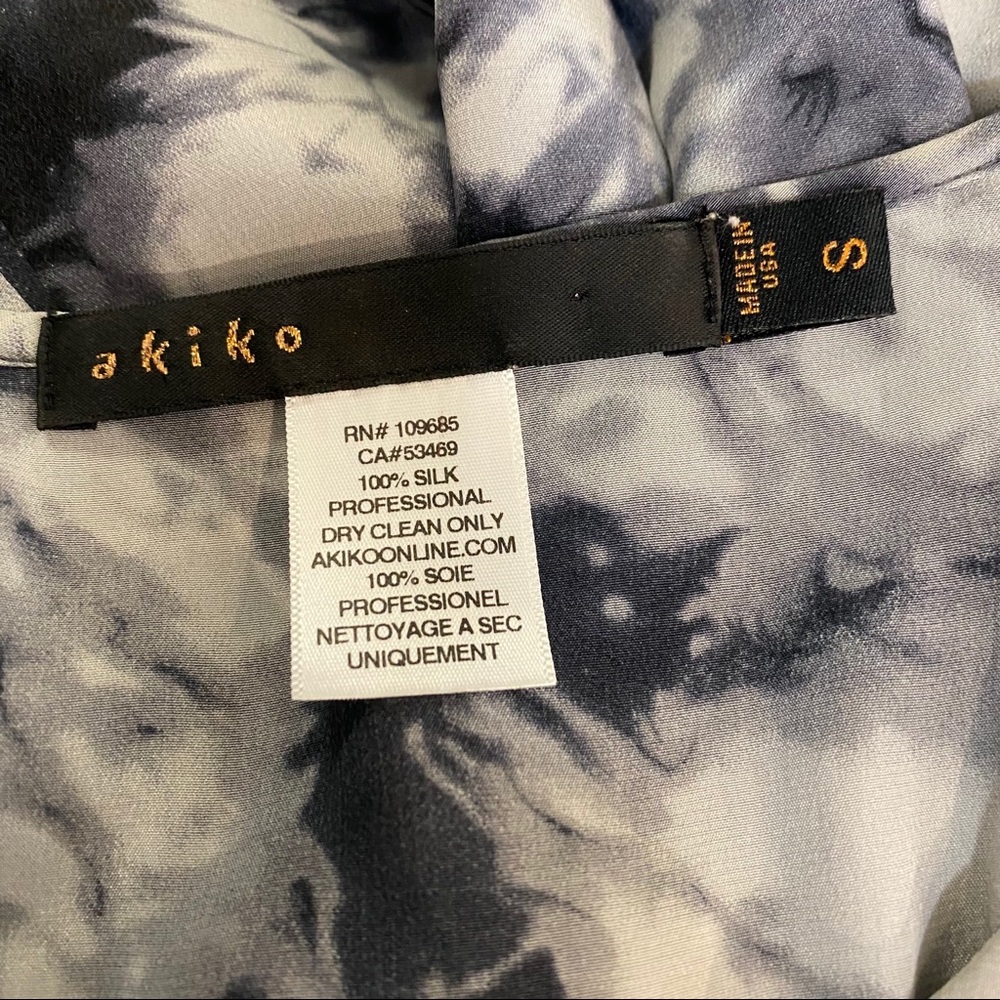 akiko
MADE IN
USA
S
RN# 109685
CA#53469
100% SILK
PROFESSIONAL
DRY CLEAN ONLY
AKIKOONLINE.COM
100% SOIE
PROFESSIONEL
NETTOYAGE A SEC
UNIQUEMENT